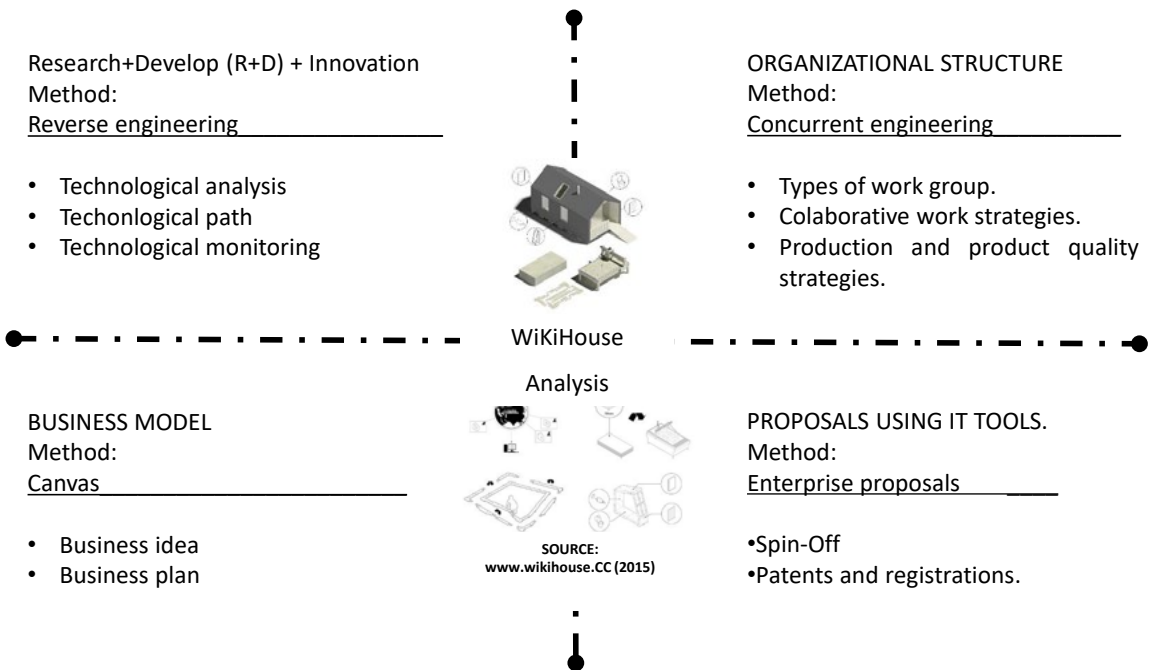 Research+Develop (R+D) + Innovation
Method:
Reverse engineering
• Technological analysis
• Techonlogical path
• Technological monitoring
ORGANIZATIONAL STRUCTURE
Method:
Concurrent engineering
• Types of work group.
• Colaborative work strategies.
• Production and product quality
strategies.
WiKiHouse
Analysis
BUSINESS MODEL
Method:
Canvas
• Business idea
• Business plan
SOURCE:
www.wikihouse.CC (2015)
PROPOSALS USING IT TOOLS.
Method:
Enterprise proposals
•Spin-Off
•Patents and registrations.